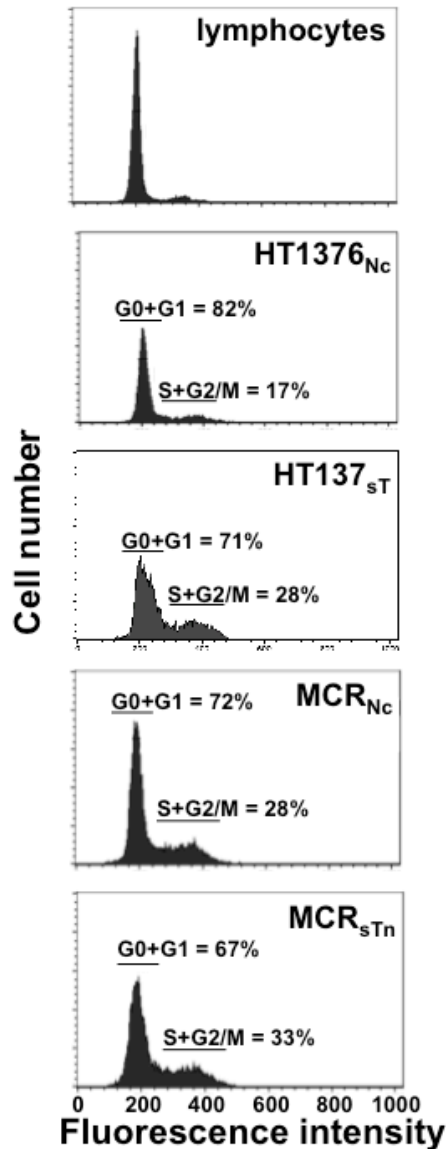 lymphocytes
HT1376Nc
G0+G1 = 82%
S+G2/M = 17%
HT137sT
G0+G1 = 71%
S+G2/M = 28%
MCRNc
G0+G1 = 72%
S+G2/M = 28%
MCRsTn
G0+G1 = 67%
S+G2/M = 33%
Cell number
0 200 400 600 800 1000
Fluorescence intensity